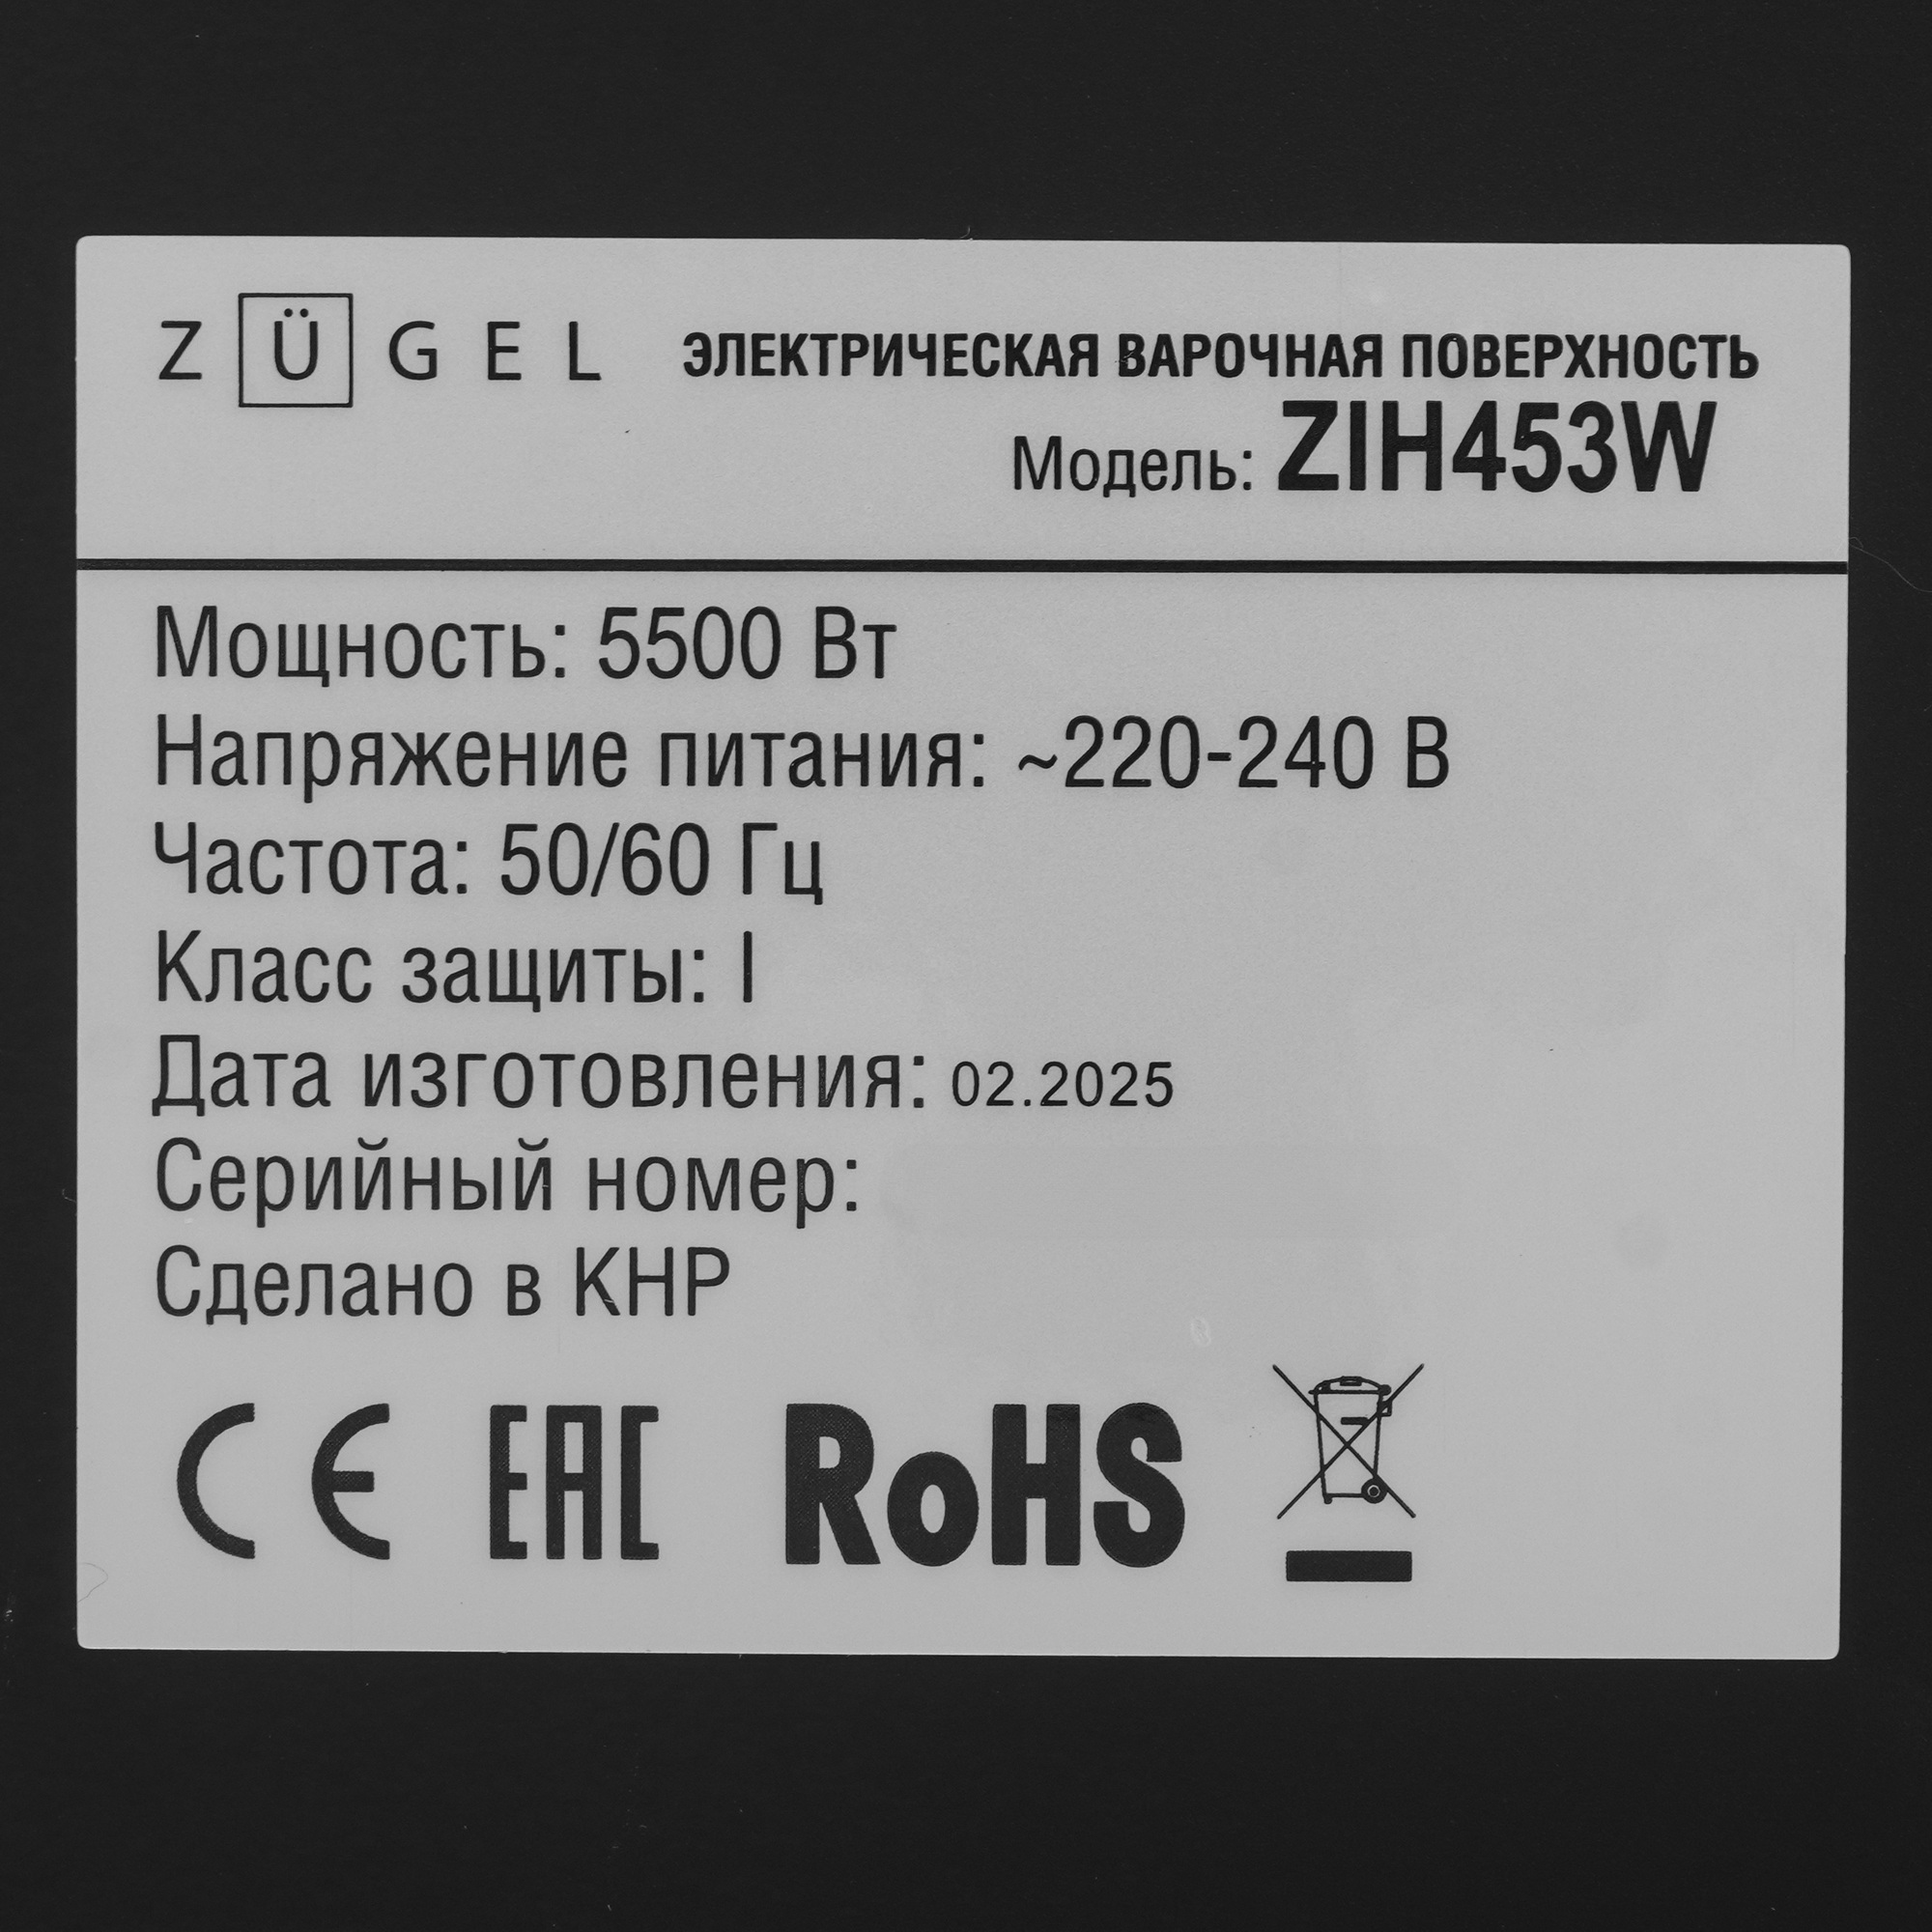 ZÜGEL ЭЛЕКТРИЧЕСКАЯ ВАРОЧНАЯ ПОВЕРХНОСТЬ
Модель: ZIH453W
Мощность: 5500 Вт
Напряжение питания: ~220-240 В
Частота: 50/60 Гц
Класс защиты: I
Дата изготовления: 02.2025
Серийный номер:
Сделано в КНР
CE EAC RoHS